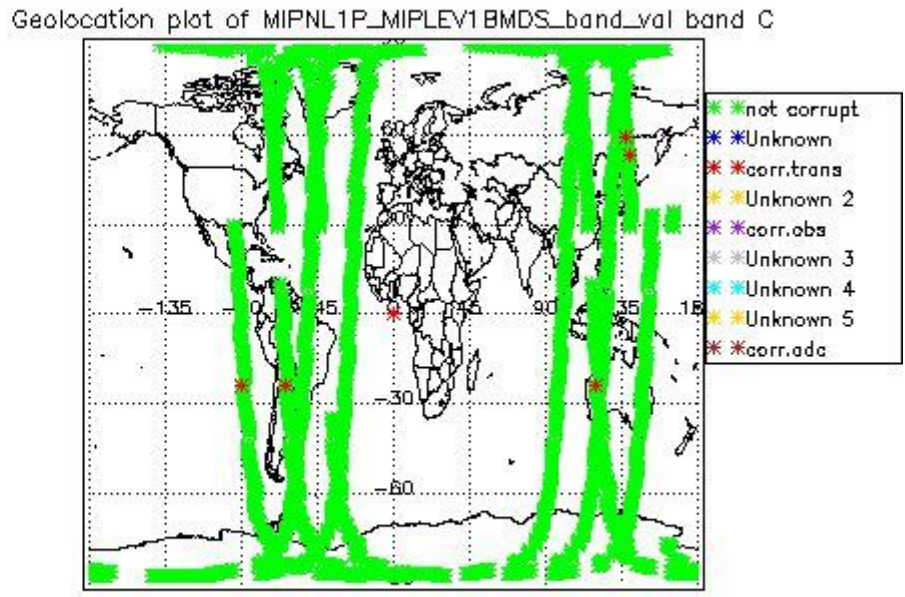 Geolocation plot of MIPNL1P_MIPLEV1BMDS_band_val band C
not corrupt
Unknown
corr.trans
Unknown 2
corr.obs
Unknown 3
Unknown 4
Unknown 5
corr.adc
60
-135
45
90
135
-30
-60